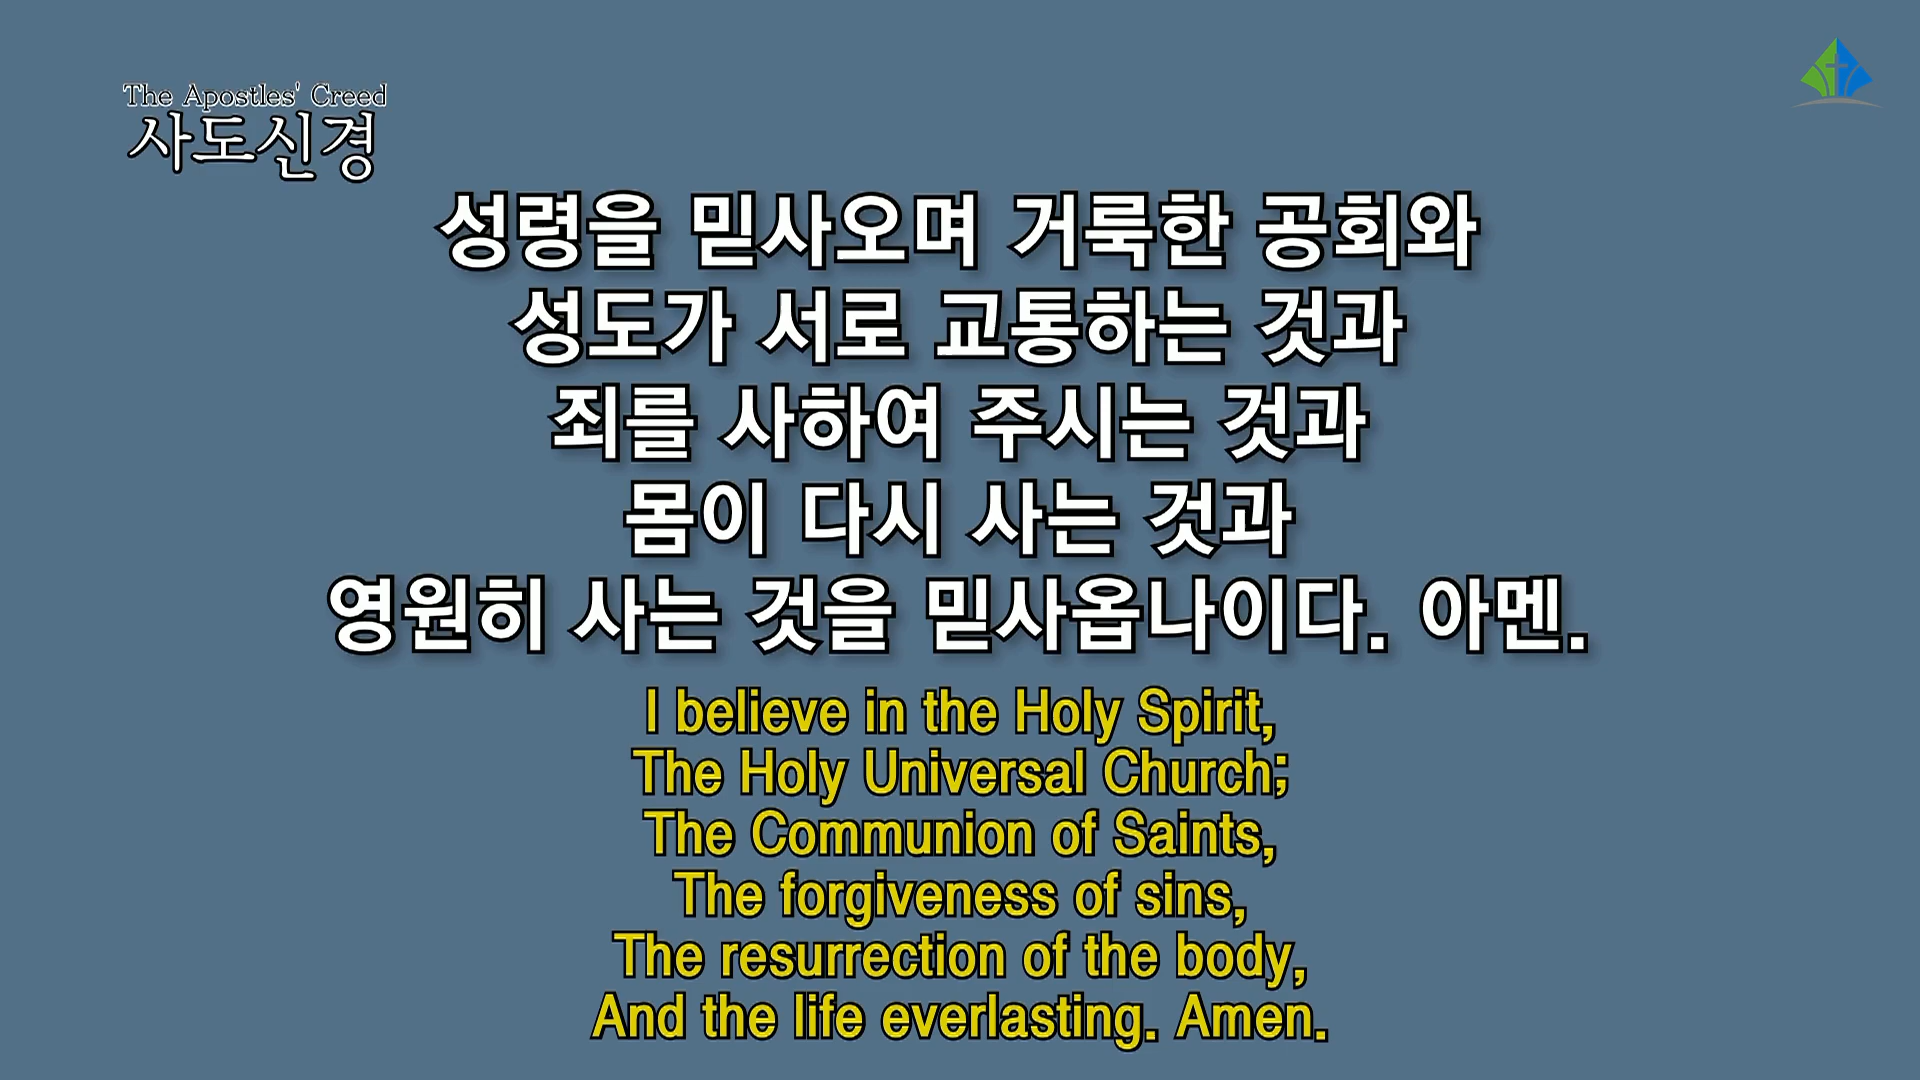 The Apostles' Creed
사도신경
성령을 믿사오며 거룩한 공회와
성도가 서로 교통하는 것과
죄를 사하여 주시는 것과
몸이 다시 사는 것과
영원히 사는 것을 믿사옵나이다. 아멘.
I believe in the Holy Spirit,
The Holy Universal Church;
The Communion of Saints,
The forgiveness of sins,
The resurrection of the body,
And the life everlasting. Amen.